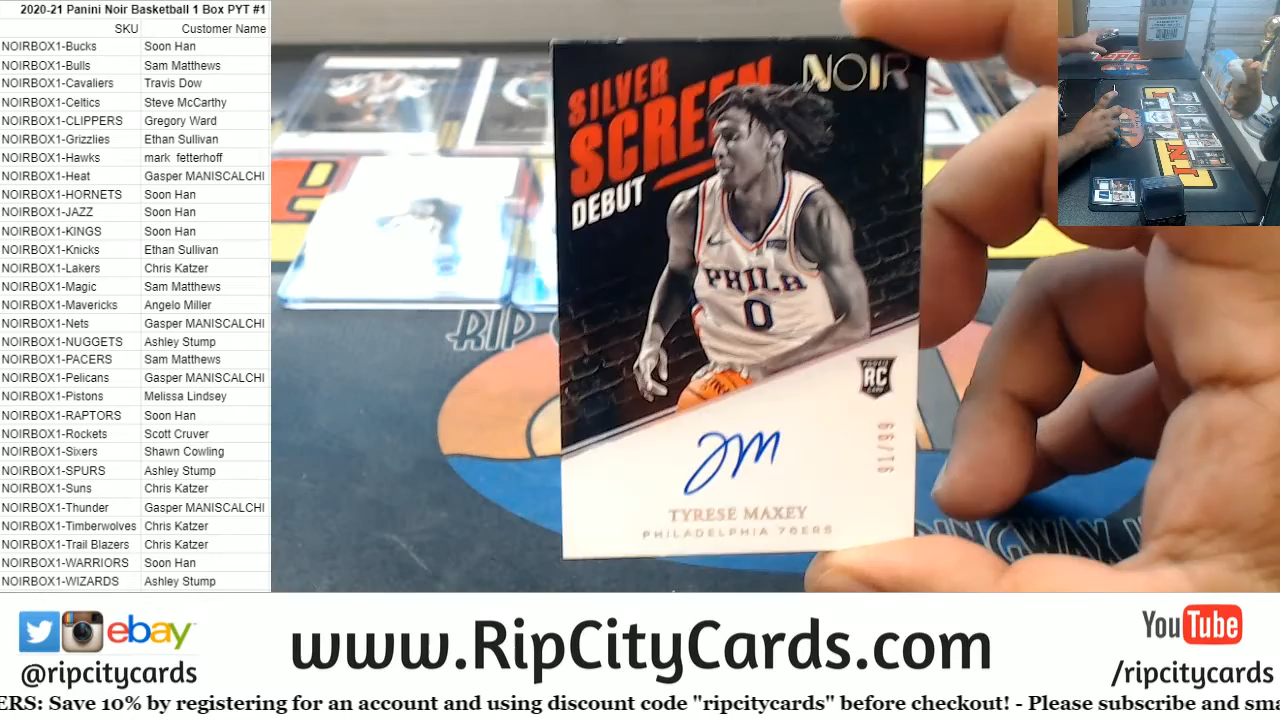 2020-21 Panini Noir Basketball 1 Box PYT #1
SKU Customer Name
NOIRBOX1-Bucks Soon Han
NOIRBOX1-Bulls Sam Matthews
NOIRBOX1-Cavaliers Travis Dow
NOIRBOX1-Celtics Steve McCarthy
NOIRBOX1-CLIPPERS Gregory Ward
NOIRBOX1-Grizzlies Ethan Sullivan
NOIRBOX1-Hawks mark fetterhoff
NOIRBOX1-Heat Gasper MANISCALCHI
NOIRBOX1-HORNETS Soon Han
NOIRBOX1-JAZZ Soon Han
NOIRBOX1-KINGS Soon Han
NOIRBOX1-Knicks Ethan Sullivan
NOIRBOX1-Lakers Chris Katzer
NOIRBOX1-Magic Sam Matthews
NOIRBOX1-Mavericks Angelo Miller
NOIRBOX1-Nets Gasper MANISCALCHI
NOIRBOX1-NUGGETS Ashley Stump
NOIRBOX1-PACERS Sam Matthews
NOIRBOX1-Pelicans Gasper MANISCALCHI
NOIRBOX1-Pistons Melissa Lindsey
NOIRBOX1-RAPTORS Soon Han
NOIRBOX1-Rockets Scott Cruver
NOIRBOX1-Sixers Shawn Cowling
NOIRBOX1-SPURS Ashley Stump
NOIRBOX1-Suns Chris Katzer
NOIRBOX1-Thunder Gasper MANISCALCHI
NOIRBOX1-Timberwolves Chris Katzer
NOIRBOX1-Trail Blazers Chris Katzer
NOIRBOX1-WARRIORS Soon Han
NOIRBOX1-WIZARDS Ashley Stump
NOIR
SILVER
SCREEN
DEBUT
PHILA
0
ROOKIE
RC
CARD
TYRESE MAXEY
PHILADELPHIA 76ERS
RIP
ebay
@ripcitycards
www.RipCityCards.com
YouTube
/ripcitycards
ERS: Save 10% by registering for an account and using discount code "ripcitycards" before checkout! - Please subscribe and sma